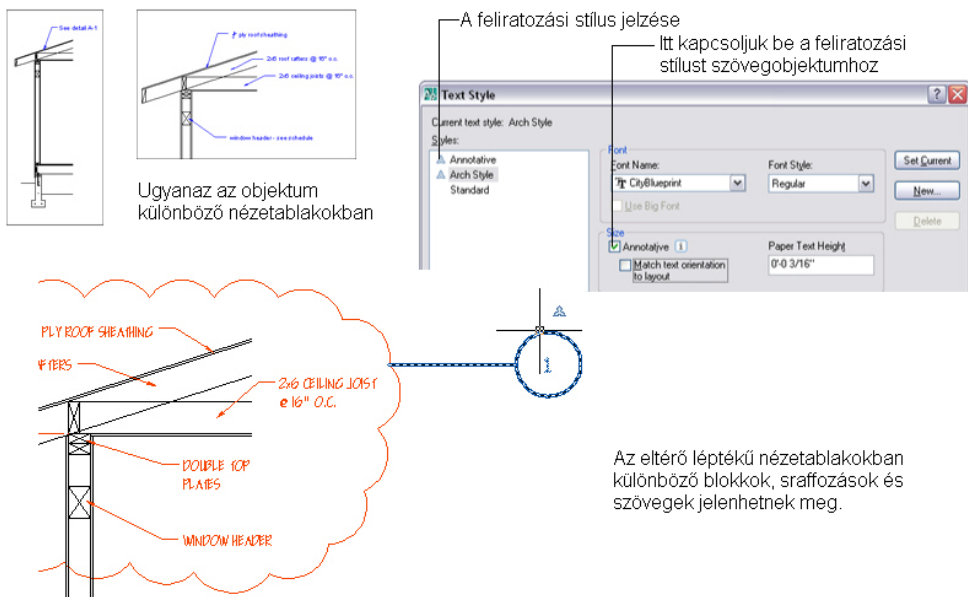 See detail A-1
ply roof sheathing
2x6 roof rafters @ 16" o.c.
2x6 ceiling joists @ 16" o.c.
window header - see schedule
Ugyanaz az objektum
különböző nézetablakokban
A feliratozási stílus jelzése
Itt kapcsoljuk be a feliratozási
stílust szövegobjektumhoz
Text Style
Current text style: Arch Style
Styles:
Annotative
Arch Style
Standard
Font
Font Name:
CityBlueprint
Font Style:
Regular
Use Big Font
Size
Annotative
Match text orientation
to layout
Paper Text Height
0'-0 3/16"
Set Current
New...
Delete
PLY ROOF SHEATHING
FTERS
2x6 CEILING JOIST
@ 16" O.C.
DOUBLE TOP
PLATES
WINDOW HEADER
Az eltérő léptékű nézetablakokban
különböző blokkok, sraffozások és
szövegek jelenhetnek meg.